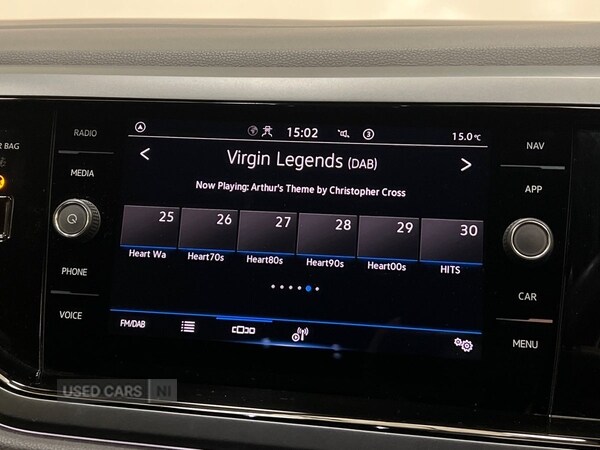 R BAG
RADIO
MEDIA
PHONE
VOICE
15:02
3
15.0°C
Virgin Legends (DAB)
Now Playing: Arthur's Theme by Christopher Cross
25 26 27 28 29 30
Heart Wa Heart70s Heart80s Heart90s Heart00s HITS
FM/DAB
NAV
APP
CAR
MENU
USED CARS NI